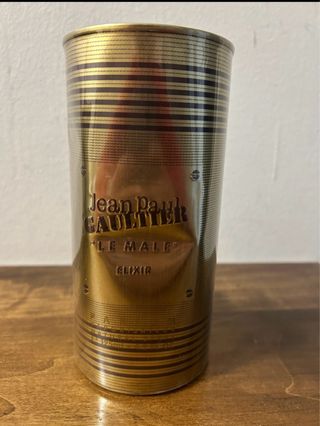 Jean Paul
GAULTIER
"LE MALE"
ELIXIR